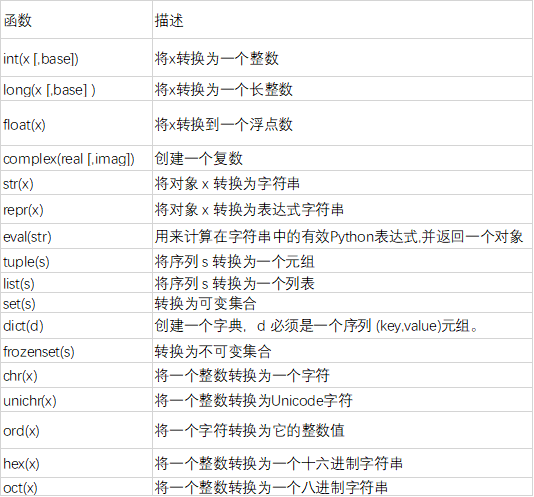 函数 描述
int(x [,base]) 将x转换为一个整数
long(x [,base] ) 将x转换为一个长整数
float(x) 将x转换到一个浮点数
complex(real [,imag]) 创建一个复数
str(x) 将对象 x 转换为字符串
repr(x) 将对象 x 转换为表达式字符串
eval(str) 用来计算在字符串中的有效Python表达式,并返回一个对象
tuple(s) 将序列 s 转换为一个元组
list(s) 将序列 s 转换为一个列表
set(s) 转换为可变集合
dict(d) 创建一个字典，d 必须是一个序列 (key,value)元组。
frozenset(s) 转换为不可变集合
chr(x) 将一个整数转换为一个字符
unichr(x) 将一个整数转换为Unicode字符
ord(x) 将一个字符转换为它的整数值
hex(x) 将一个整数转换为一个十六进制字符串
oct(x) 将一个整数转换为一个八进制字符串